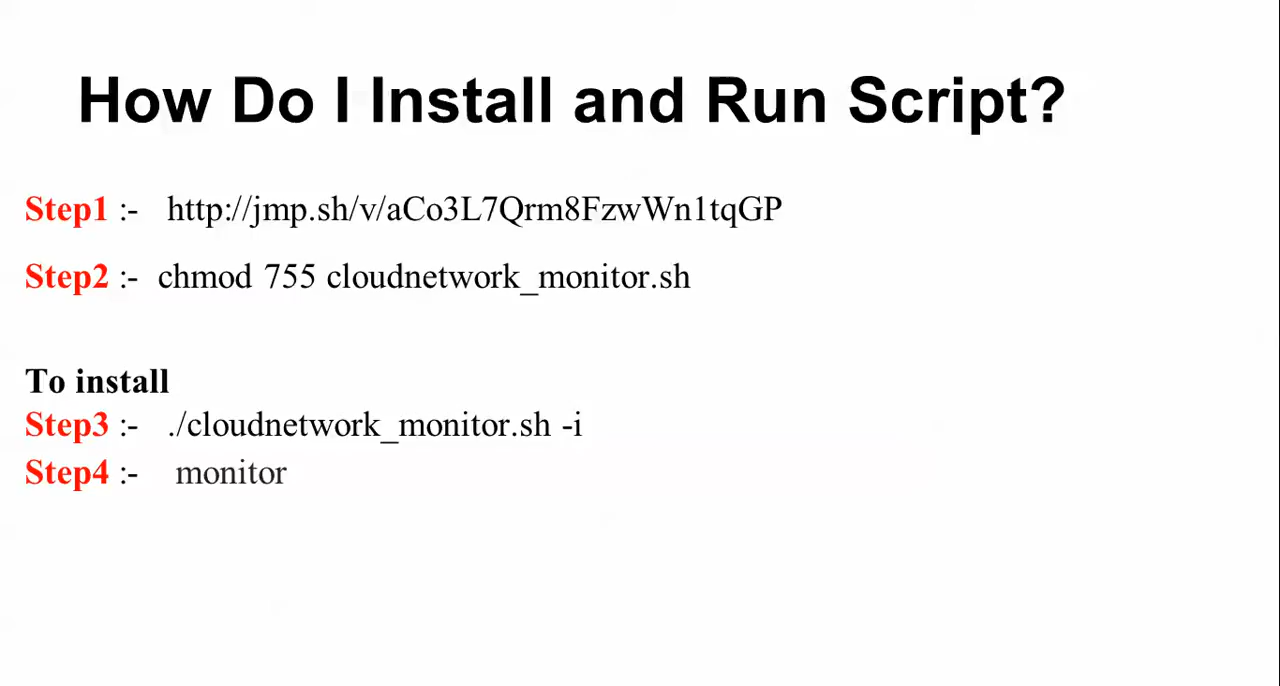 How Do I Install and Run Script?
Step1 :- http://jmp.sh/v/aCo3L7Qrm8FzwWn1tqGP
Step2 :- chmod 755 cloudnetwork_monitor.sh
To install
Step3 :- ./cloudnetwork_monitor.sh -i
Step4 :- monitor